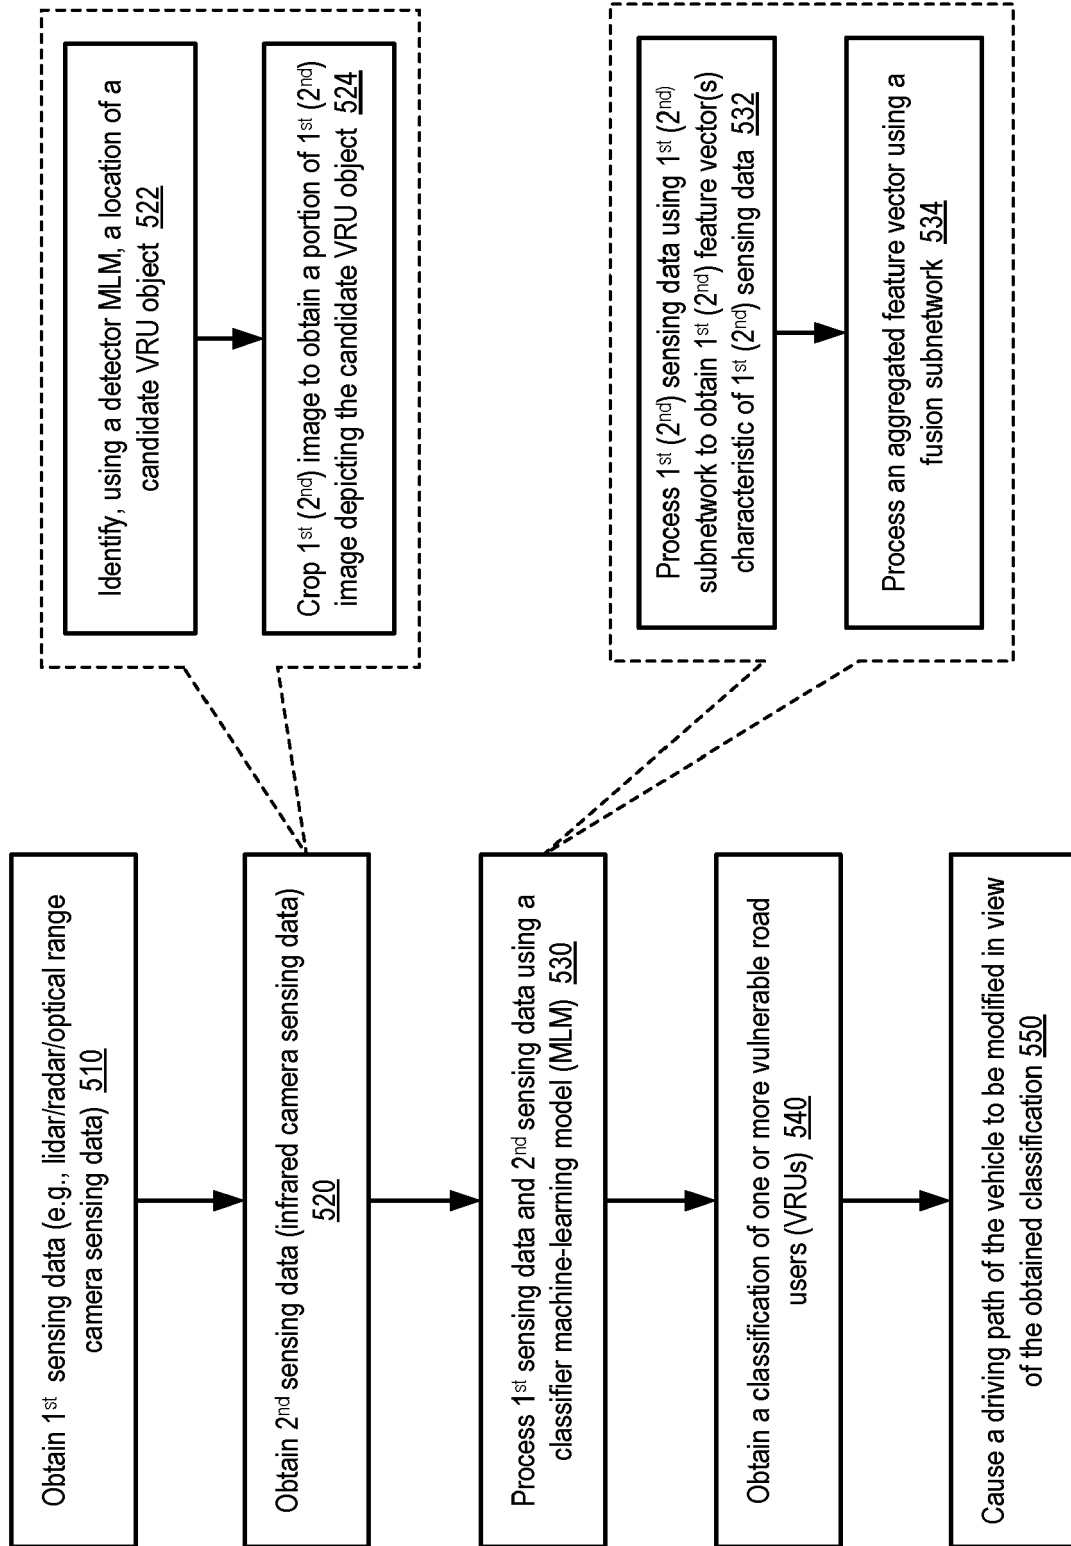 Obtain 1st sensing data (e.g., lidar/radar/optical range
camera sensing data) 510
Obtain 2nd sensing data (infrared camera sensing data)
520
Process 1st sensing data and 2nd sensing data using a
classifier machine-learning model (MLM) 530
Obtain a classification of one or more vulnerable road
users (VRUs) 540
Cause a driving path of the vehicle to be modified in view
of the obtained classification 550
Identify, using a detector MLM, a location of a
candidate VRU object 522
Crop 1st (2nd) image to obtain a portion of 1st (2nd)
image depicting the candidate VRU object 524
Process 1st (2nd) sensing data using 1st (2nd)
subnetwork to obtain 1st (2nd) feature vector(s)
characteristic of 1st (2nd) sensing data 532
Process an aggregated feature vector using a
fusion subnetwork 534